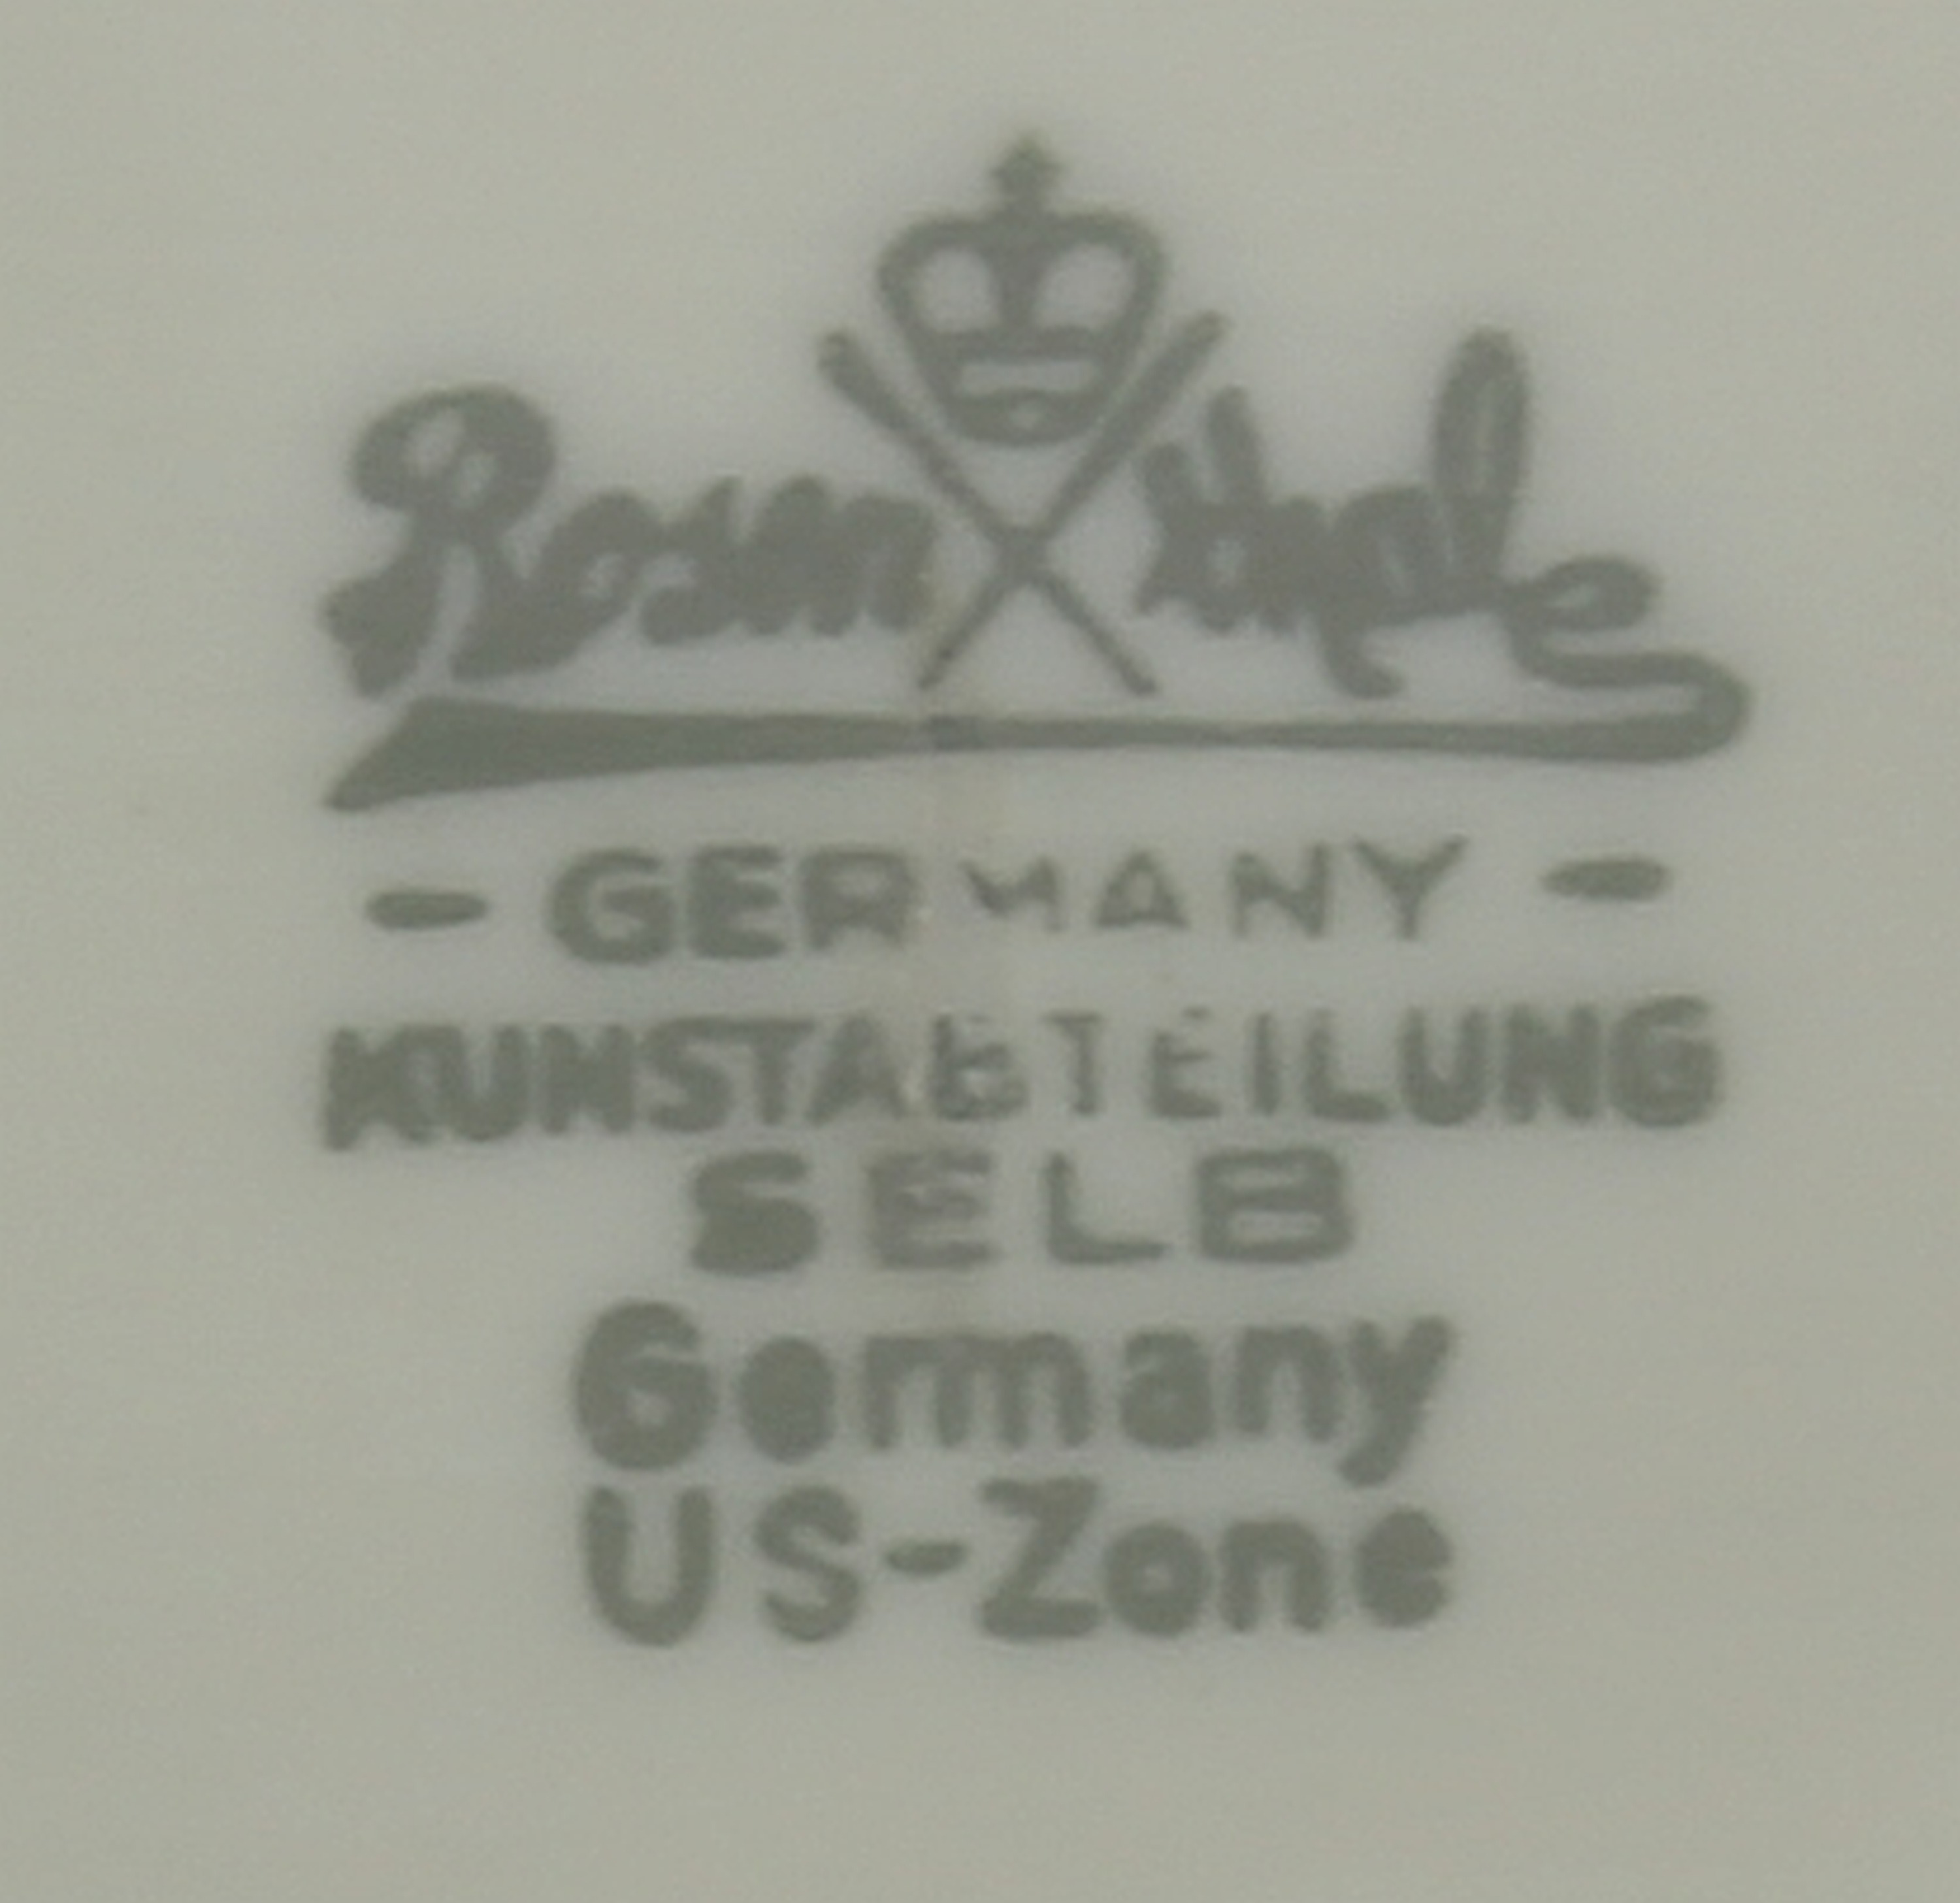 Rosenthal
- GERMANY -
KUNSTABTEILUNG
SELB
Germany
US-Zone